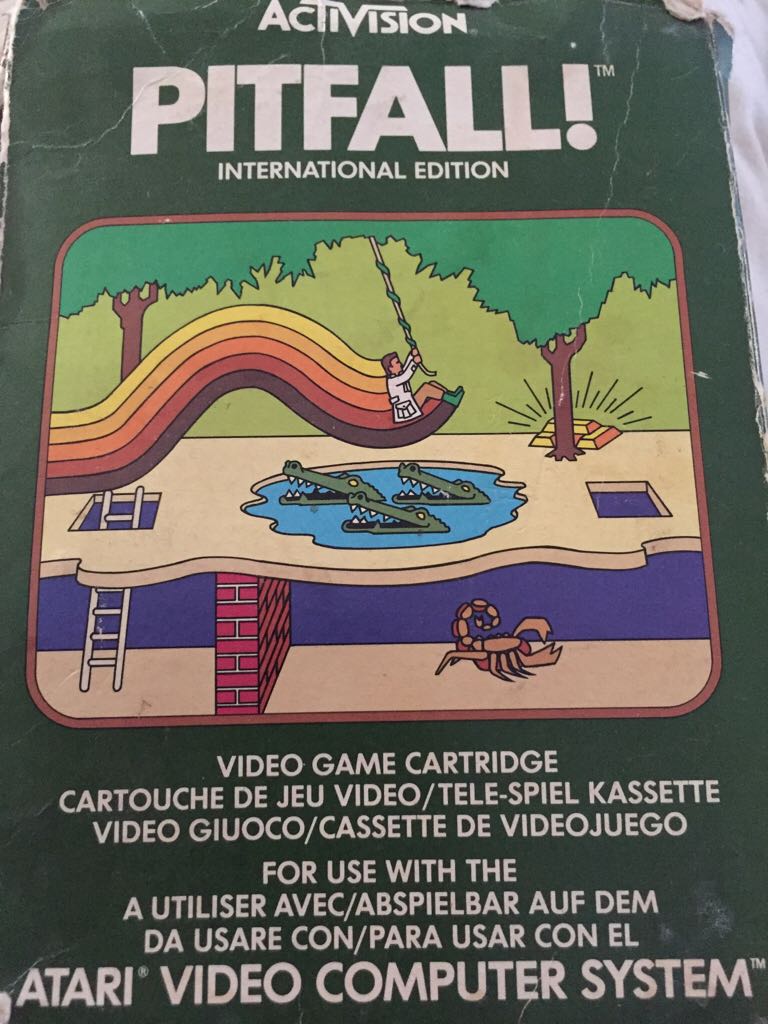 ACTIVISION
PITFALL!™
INTERNATIONAL EDITION
VIDEO GAME CARTRIDGE
CARTOUCHE DE JEU VIDEO/TELE-SPIEL KASSETTE
VIDEO GIUOCO/CASSETTE DE VIDEOJUEGO
FOR USE WITH THE
A UTILISER AVEC/ABSPIELBAR AUF DEM
DA USARE CON/PARA USAR CON EL
ATARI® VIDEO COMPUTER SYSTEM™